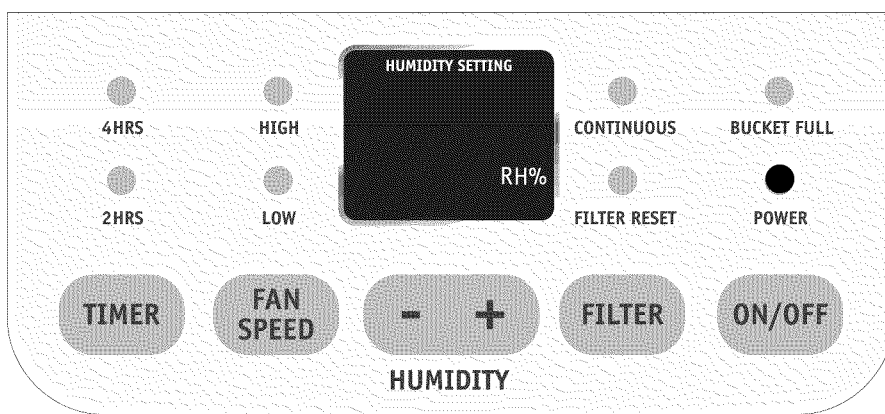 HUMIDITY SETTING
4HRS
HIGH
CONTINUOUS
BUCKET FULL
RH%
2HRS
LOW
FILTER RESET
POWER
TIMER
FAN
SPEED
- +
FILTER
ON/OFF
HUMIDITY